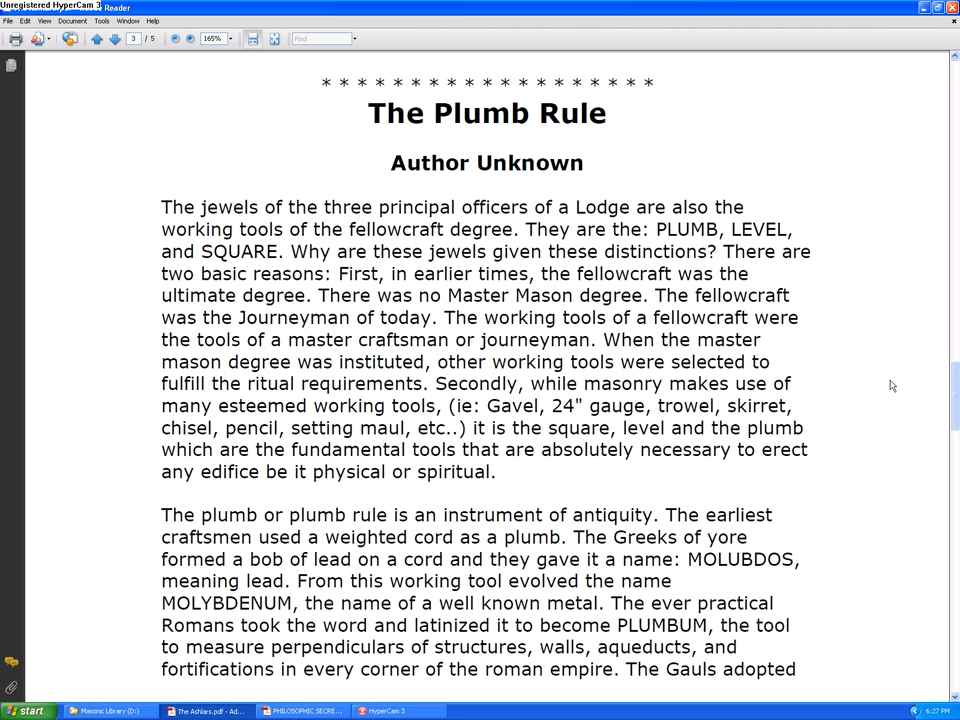 Unregistered HyperCam 3
Reader
File Edit View Document Tools Window Help
3 / 5 165% Find
* * * * * * * * * * * * * * * * * * *
The Plumb Rule
Author Unknown
The jewels of the three principal officers of a Lodge are also the
working tools of the fellowcraft degree. They are the: PLUMB, LEVEL,
and SQUARE. Why are these jewels given these distinctions? There are
two basic reasons: First, in earlier times, the fellowcraft was the
ultimate degree. There was no Master Mason degree. The fellowcraft
was the Journeyman of today. The working tools of a fellowcraft were
the tools of a master craftsman or journeyman. When the master
mason degree was instituted, other working tools were selected to
fulfill the ritual requirements. Secondly, while masonry makes use of
many esteemed working tools, (ie: Gavel, 24" gauge, trowel, skirret,
chisel, pencil, setting maul, etc..) it is the square, level and the plumb
which are the fundamental tools that are absolutely necessary to erect
any edifice be it physical or spiritual.
The plumb or plumb rule is an instrument of antiquity. The earliest
craftsmen used a weighted cord as a plumb. The Greeks of yore
formed a bob of lead on a cord and they gave it a name: MOLUBDOS,
meaning lead. From this working tool evolved the name
MOLYBDENUM, the name of a well known metal. The ever practical
Romans took the word and latinized it to become PLUMBUM, the tool
to measure perpendiculars of structures, walls, aqueducts, and
fortifications in every corner of the roman empire. The Gauls adopted
start Masonic Library (D:) The Ashlars.pdf - Ad... PHILOSOPHIC SECRE... HyperCam 3 6:27 PM